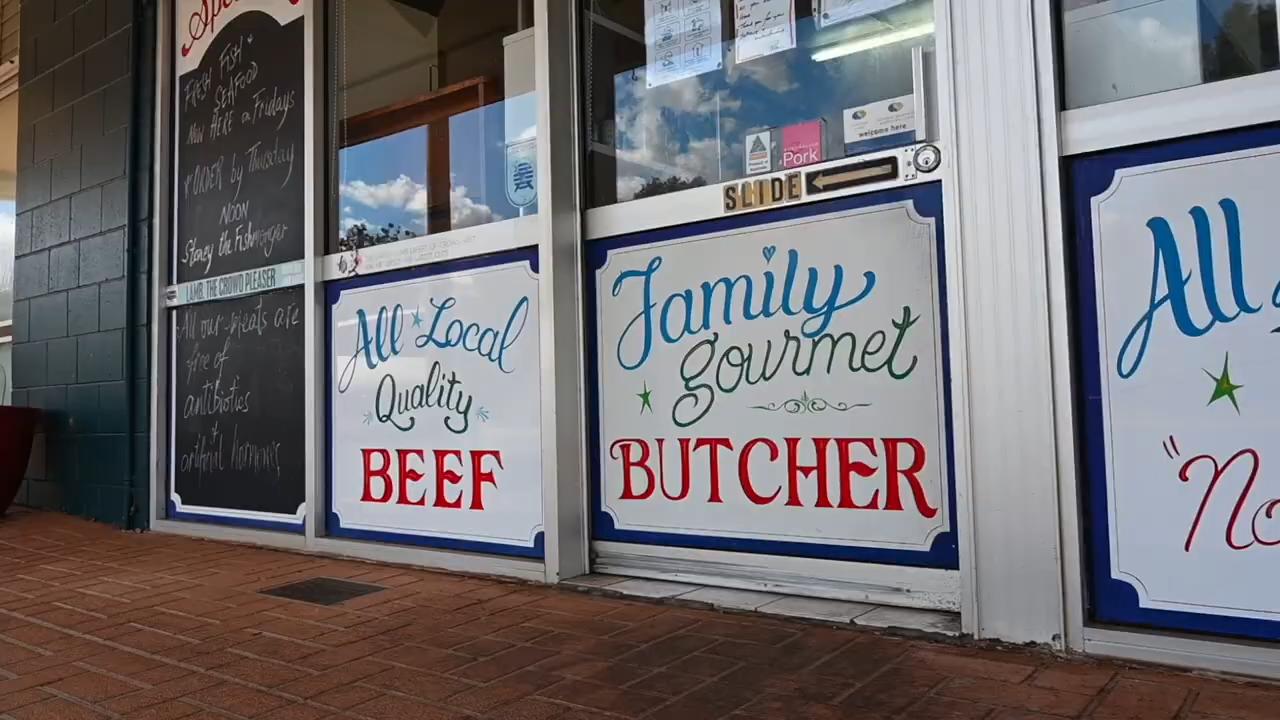 FRESH FISH
SEAFOOD
NOW HERE on Fridays
ORDER by Thursday
NOON
Stoney the Fishmonger
LAMB, THE CROWD PLEASER
All our meats are
free of
antibiotics
+
artificial hormones
All Local
Quality
BEEF
Pork
welcome here
SLIDE
Family
gourmet
BUTCHER
All
"No